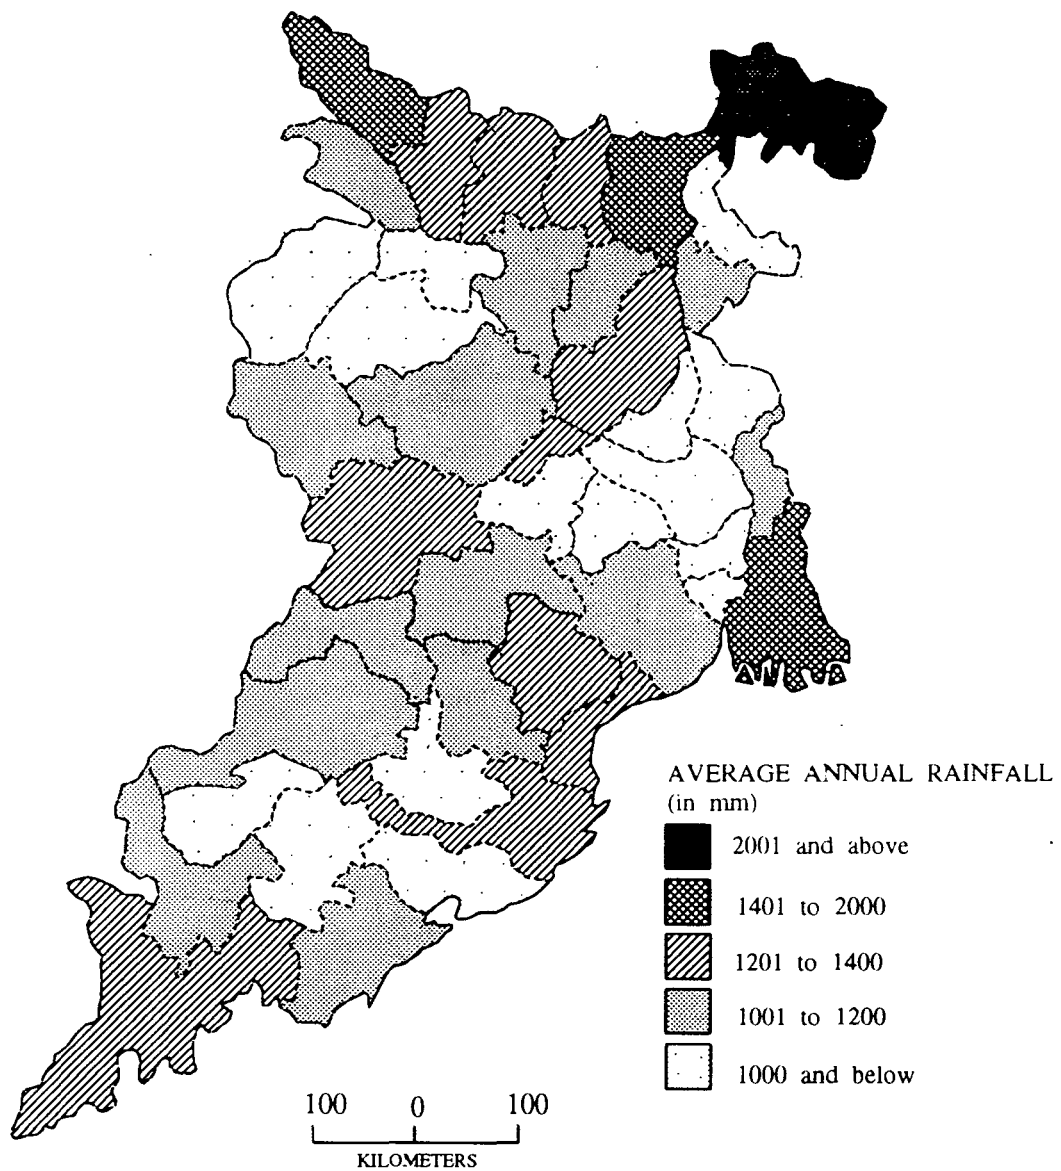 AVERAGE ANNUAL RAINFALL
(in mm)
2001 and above
1401 to 2000
1201 to 1400
1001 to 1200
1000 and below
100 0 100
KILOMETERS